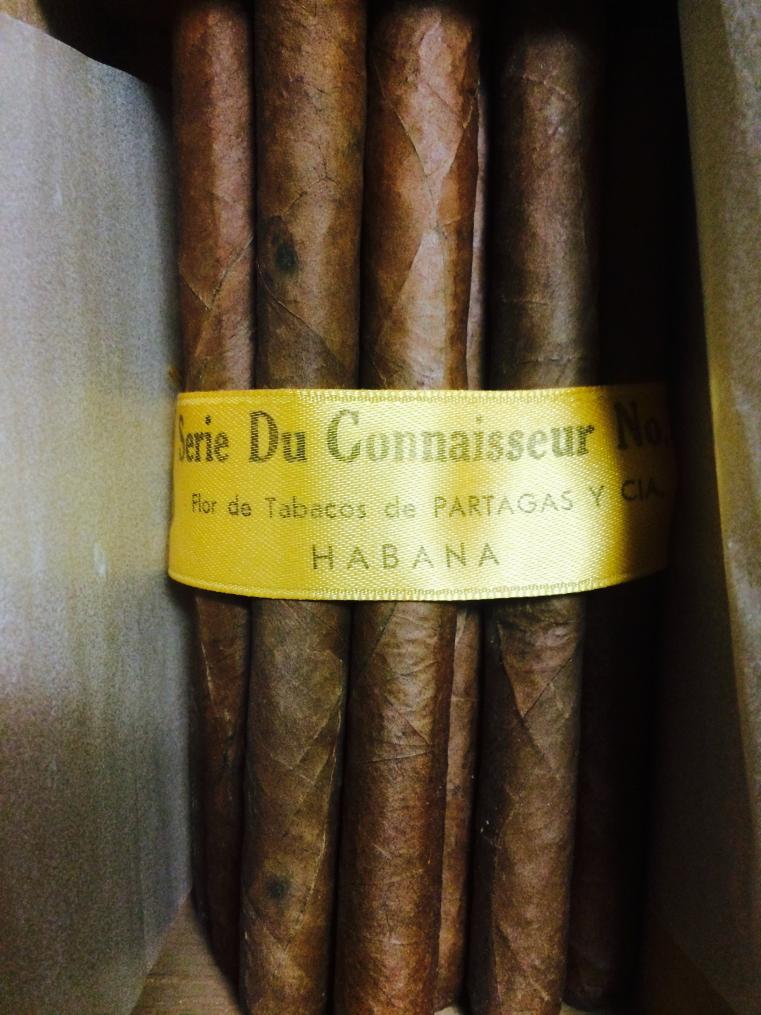 Serie Du Connaisseur No.
Flor de Tabacos de PARTAGAS Y CIA.
HABANA